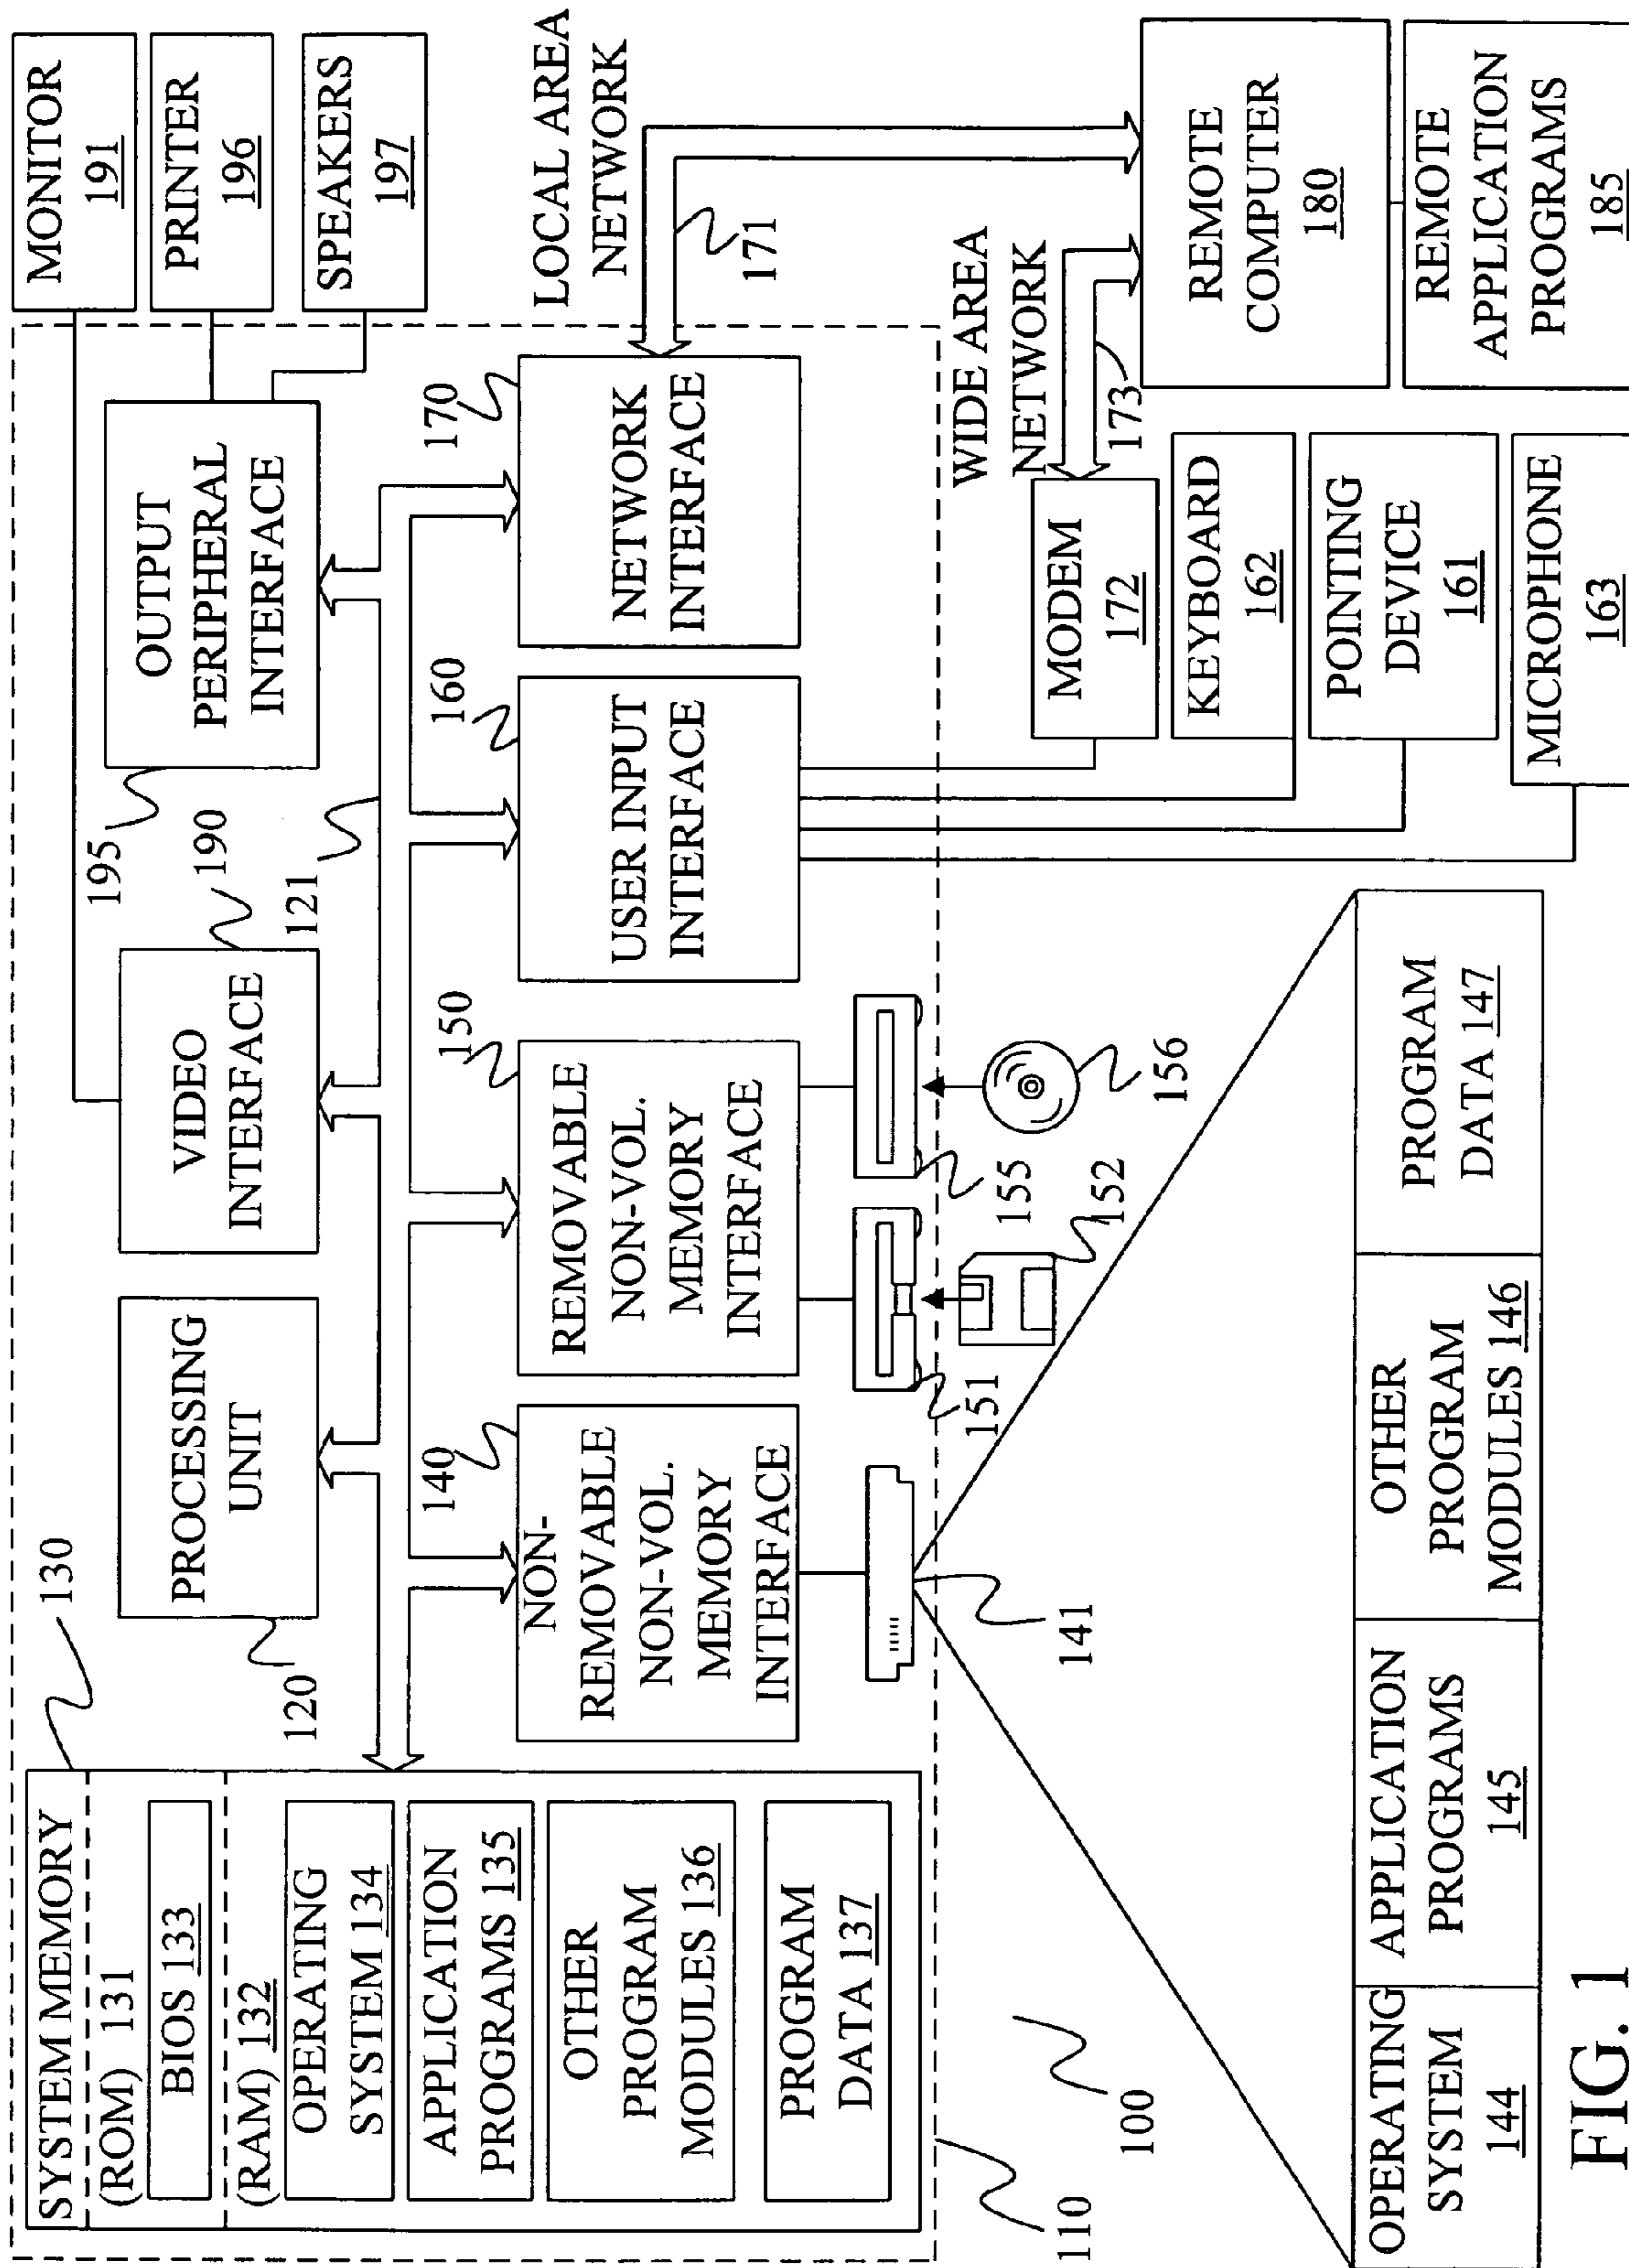 SYSTEM MEMORY
(ROM) 131
BIOS 133
(RAM) 132
OPERATING
SYSTEM 134
APPLICATION
PROGRAMS 135
OTHER
PROGRAM
MODULES 136
PROGRAM
DATA 137
130
120
PROCESSING
UNIT
VIDEO
INTERFACE
190
121
195
OUTPUT
PERIPHERAL
INTERFACE
MONITOR
191
PRINTER
196
SPEAKERS
197
140
NON-
REMOVABLE
NON-VOL.
MEMORY
INTERFACE
150
REMOVABLE
NON-VOL.
MEMORY
INTERFACE
160
USER INPUT
INTERFACE
170
NETWORK
INTERFACE
LOCAL AREA
NETWORK
171
WIDE AREA
NETWORK
173
141
151
152
155
156
MODEM
172
KEYBOARD
162
POINTING
DEVICE
161
MICROPHONE
163
REMOTE
COMPUTER
180
REMOTE
APPLICATION
PROGRAMS
185
110
100
OPERATING
SYSTEM
144
APPLICATION
PROGRAMS
145
OTHER
PROGRAM
MODULES 146
PROGRAM
DATA 147
FIG. 1